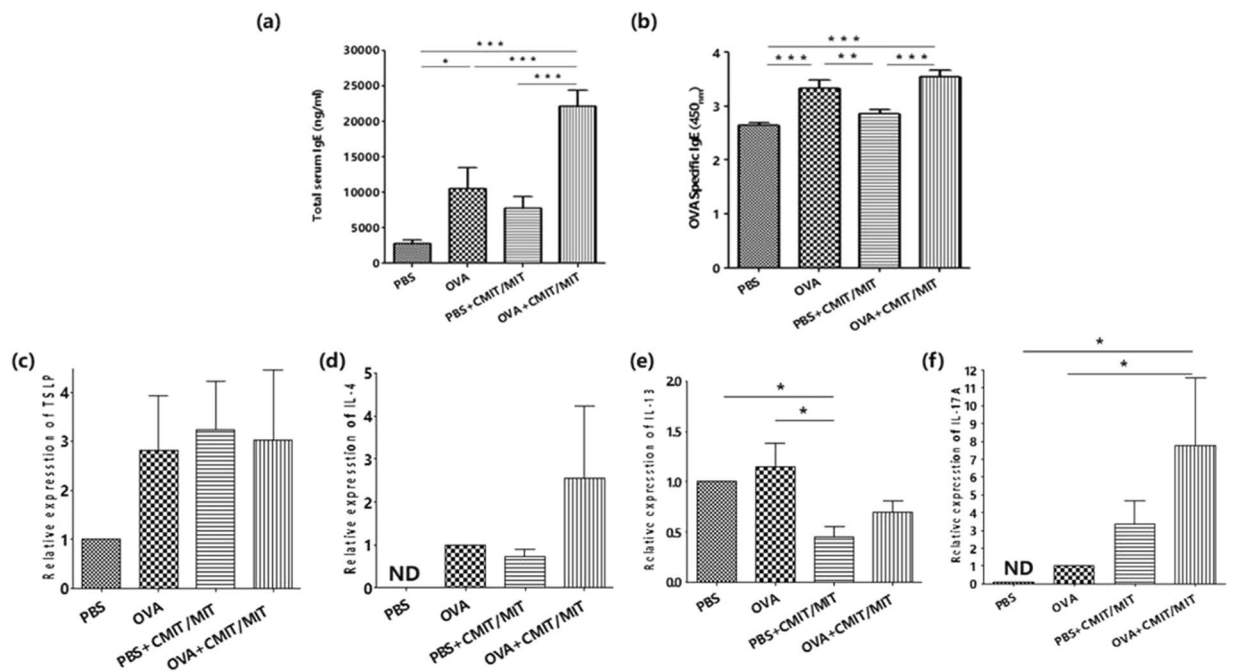 (a)
* * *
* * * *
* * *
30000
25000
20000
15000
10000
5000
0
Total serum IgE (ng/ml)
PBS
OVA
PBS+CMIT/MIT
OVA+CMIT/MIT
(b)
* * *
* * * * * * * *
4
3
2
1
0
OVA Spedfic IgE (450nm)
PBS
OVA
PBS+CMIT/MIT
OVA+CMIT/MIT
(c)
4
3
2
1
0
Relative expresstion of TSLP
PBS
OVA
PBS+CMIT/MIT
OVA+CMIT/MIT
(d)
5
4
3
2
1
0
Relative expresstion of IL-4
ND
PBS
OVA
PBS+CMIT/MIT
OVA+CMIT/MIT
(e)
*
*
2.0
1.5
1.0
0.5
0.0
Relative expresstion of IL-13
PBS
OVA
PBS+CMIT/MIT
OVA+CMIT/MIT
(f)
*
*
12
11
10
9
8
7
6
5
4
3
2
1
0
Relative expresstion of IL-17A
ND
PBS
OVA
PBS+CMIT/MIT
OVA+CMIT/MIT